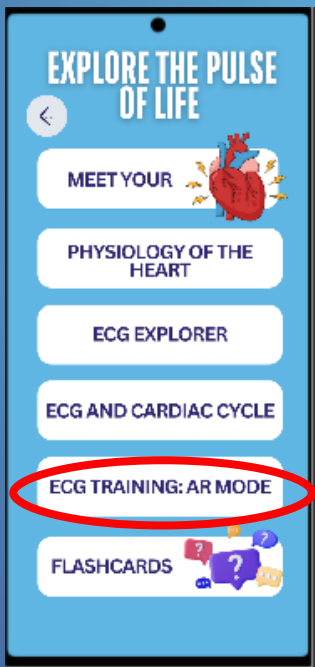 EXPLORE THE PULSE
OF LIFE
MEET YOUR
PHYSIOLOGY OF THE
HEART
ECG EXPLORER
ECG AND CARDIAC CYCLE
ECG TRAINING: AR MODE
FLASHCARDS
? ? ?